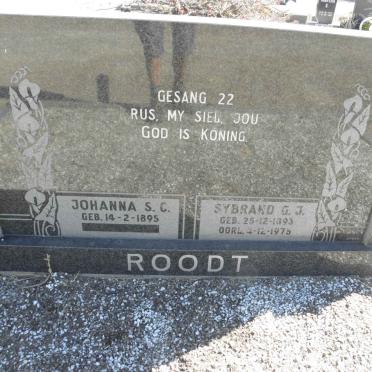 GESANG 22
RUS, MY SIEL, JOU
GOD IS KONING.
JOHANNA S. C.
GEB. 14-2-1895
SYBRAND G. J.
GEB. 25-12-1893
OORL. 4-12-1975
ROODT